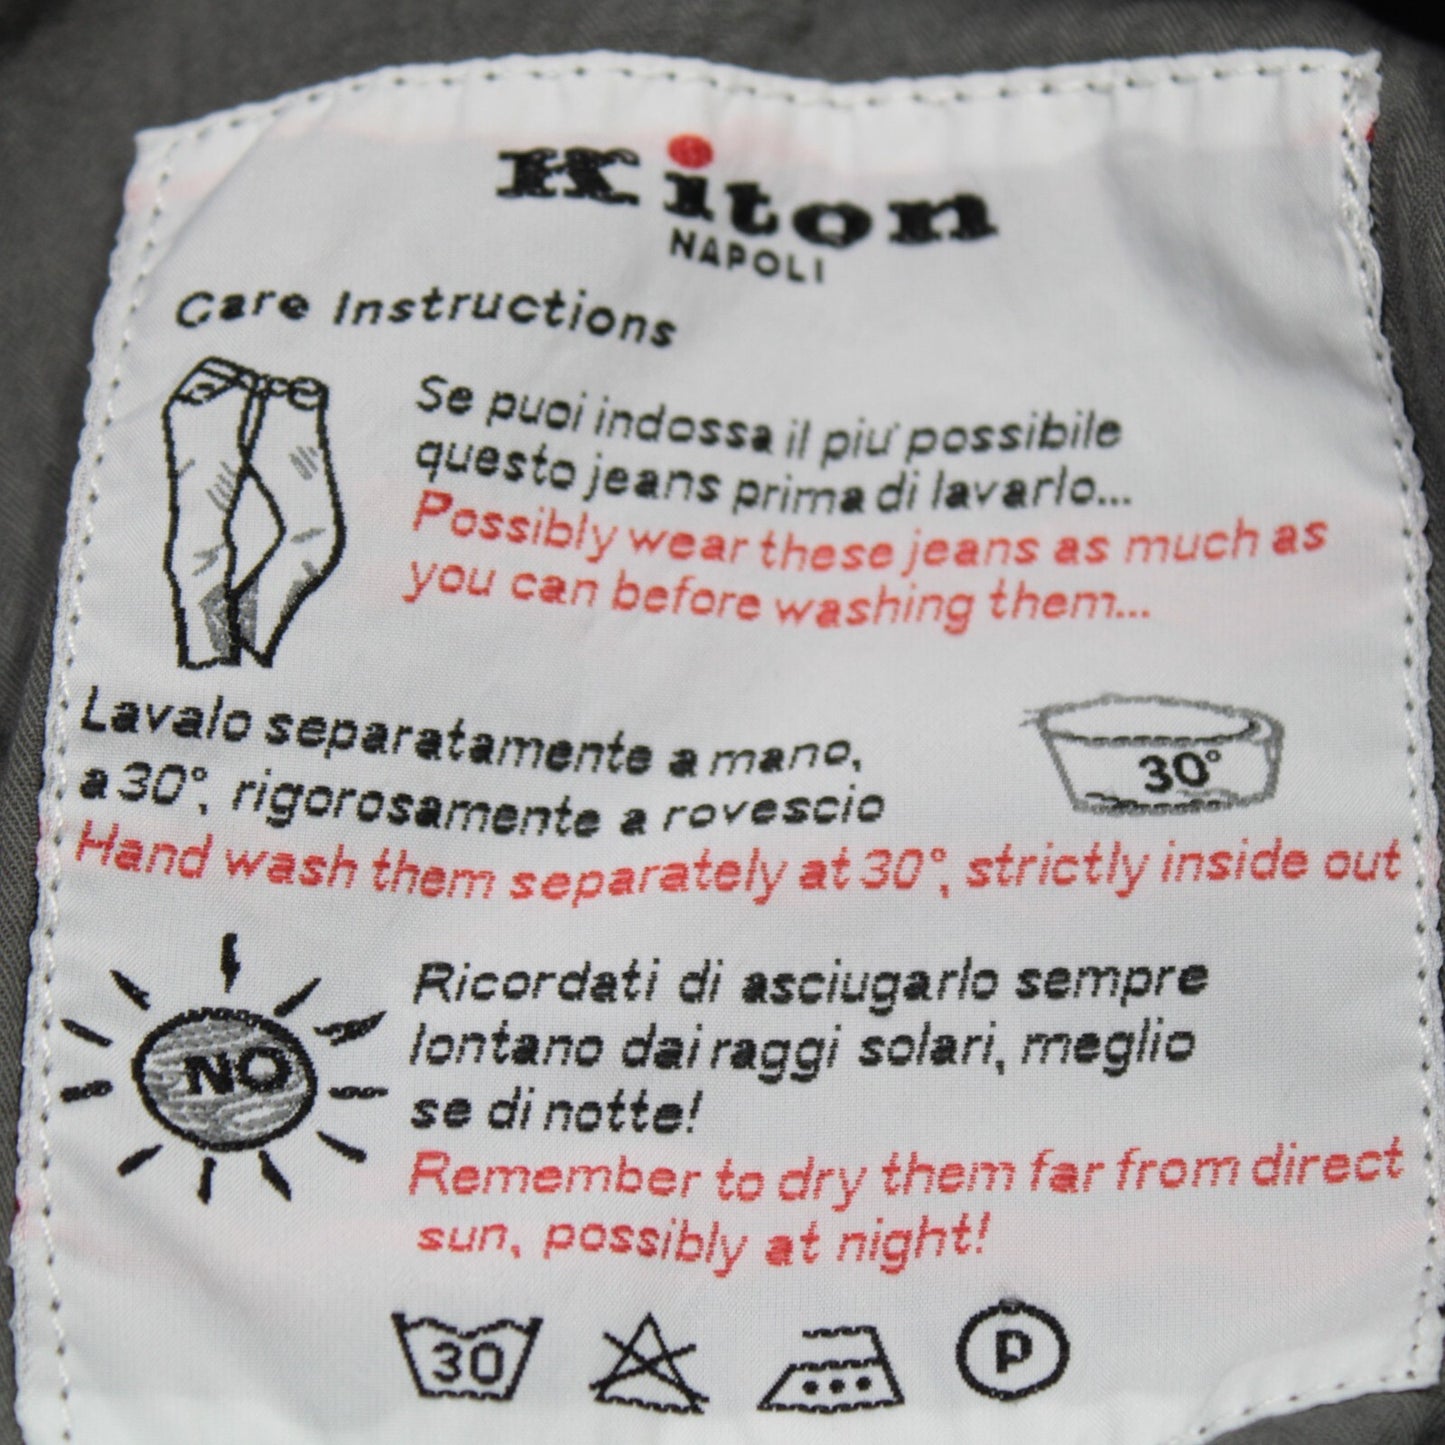 Kiton
NAPOLI
Care Instructions
Se puoi indossa il piu' possibile
questo jeans prima di lavarlo...
Possibly wear these jeans as much as
you can before washing them...
Lavalo separatamente a mano,
a 30°, rigorosamente a rovescio
30°
Hand wash them separately at 30°, strictly inside out
NO
Ricordati di asciugarlo sempre
lontano dai raggi solari, meglio
se di notte!
Remember to dry them far from direct
sun, possibly at night!
30
P